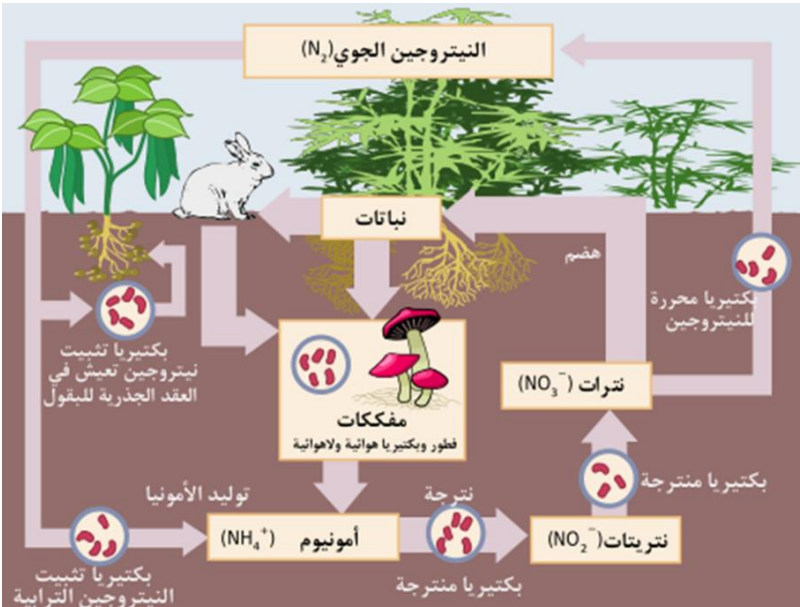 النيتروجين الجوي (N₂)
نباتات
هضم
بكتيريا محررة
للنيتروجين
بكتيريا تثبيت
نيتروجين تعيش في
العقد الجذرية للبقول
مفككات
فطور وبكتيريا هوائية ولاهوائية
نترات (NO₃⁻)
توليد الأمونيا
نترجة
بكتيريا منترجة
أمونيوم (NH₄⁺)
نتريتات (NO₂⁻)
بكتيريا تثبيت
النيتروجين الترابية
بكتيريا منترجة